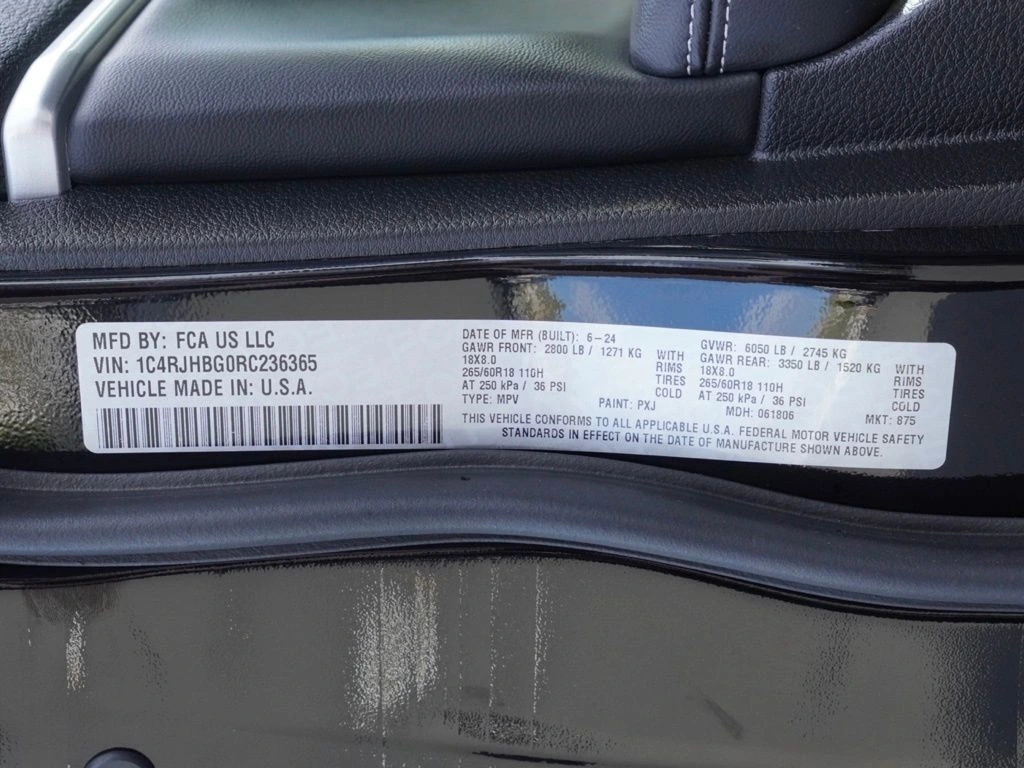 MFD BY: FCA US LLC
VIN: 1C4RJHBG0RC236365
VEHICLE MADE IN: U.S.A.
DATE OF MFR (BUILT): 6-24
GAWR FRONT: 2800 LB / 1271 KG WITH
18X8.0 RIMS
265/60R18 110H TIRES
AT 250 kPa / 36 PSI COLD
TYPE: MPV
PAINT: PXJ
GVWR: 6050 LB / 2745 KG
GAWR REAR: 3350 LB / 1520 KG WITH
18X8.0 RIMS
265/60R18 110H TIRES
AT 250 kPa / 36 PSI COLD
MDH: 061806 MKT: 875
THIS VEHICLE CONFORMS TO ALL APPLICABLE U.S.A. FEDERAL MOTOR VEHICLE SAFETY
STANDARDS IN EFFECT ON THE DATE OF MANUFACTURE SHOWN ABOVE.